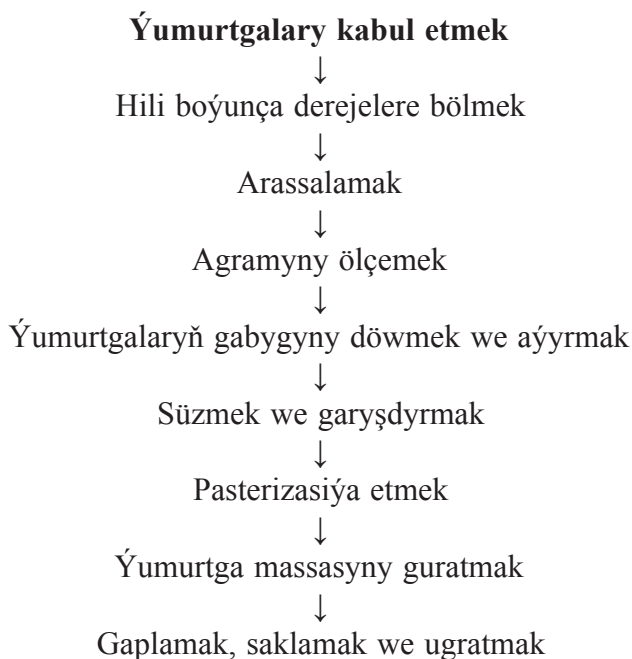 Ýumurtgalary kabul etmek
↓
Hili boýunça derejelere bölmek
↓
Arassalamak
↓
Agramyny ölçemek
↓
Ýumurtgalaryň gabygyny döwmek we aýyrmak
↓
Süzmek we garyşdyrmak
↓
Pasterizasiýa etmek
↓
Ýumurtga massasyny guratmak
↓
Gaplamak, saklamak we ugratmak